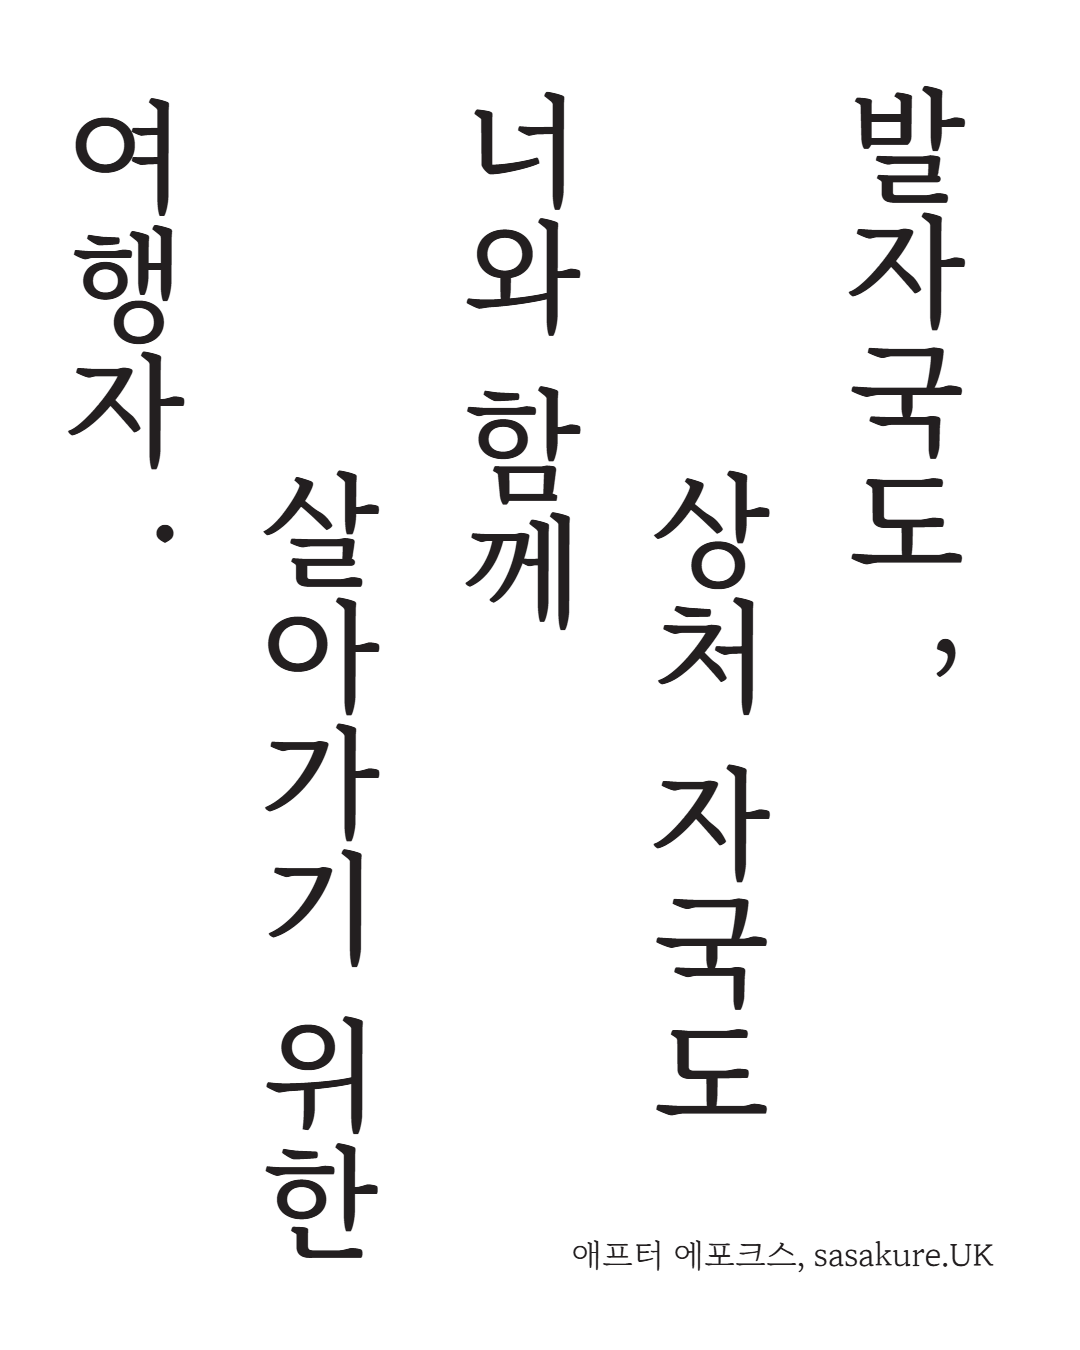 발자국도,
상처 자국도
너와 함께
살아가기 위한
여행자.
애프터 에포크스, sasakure.UK